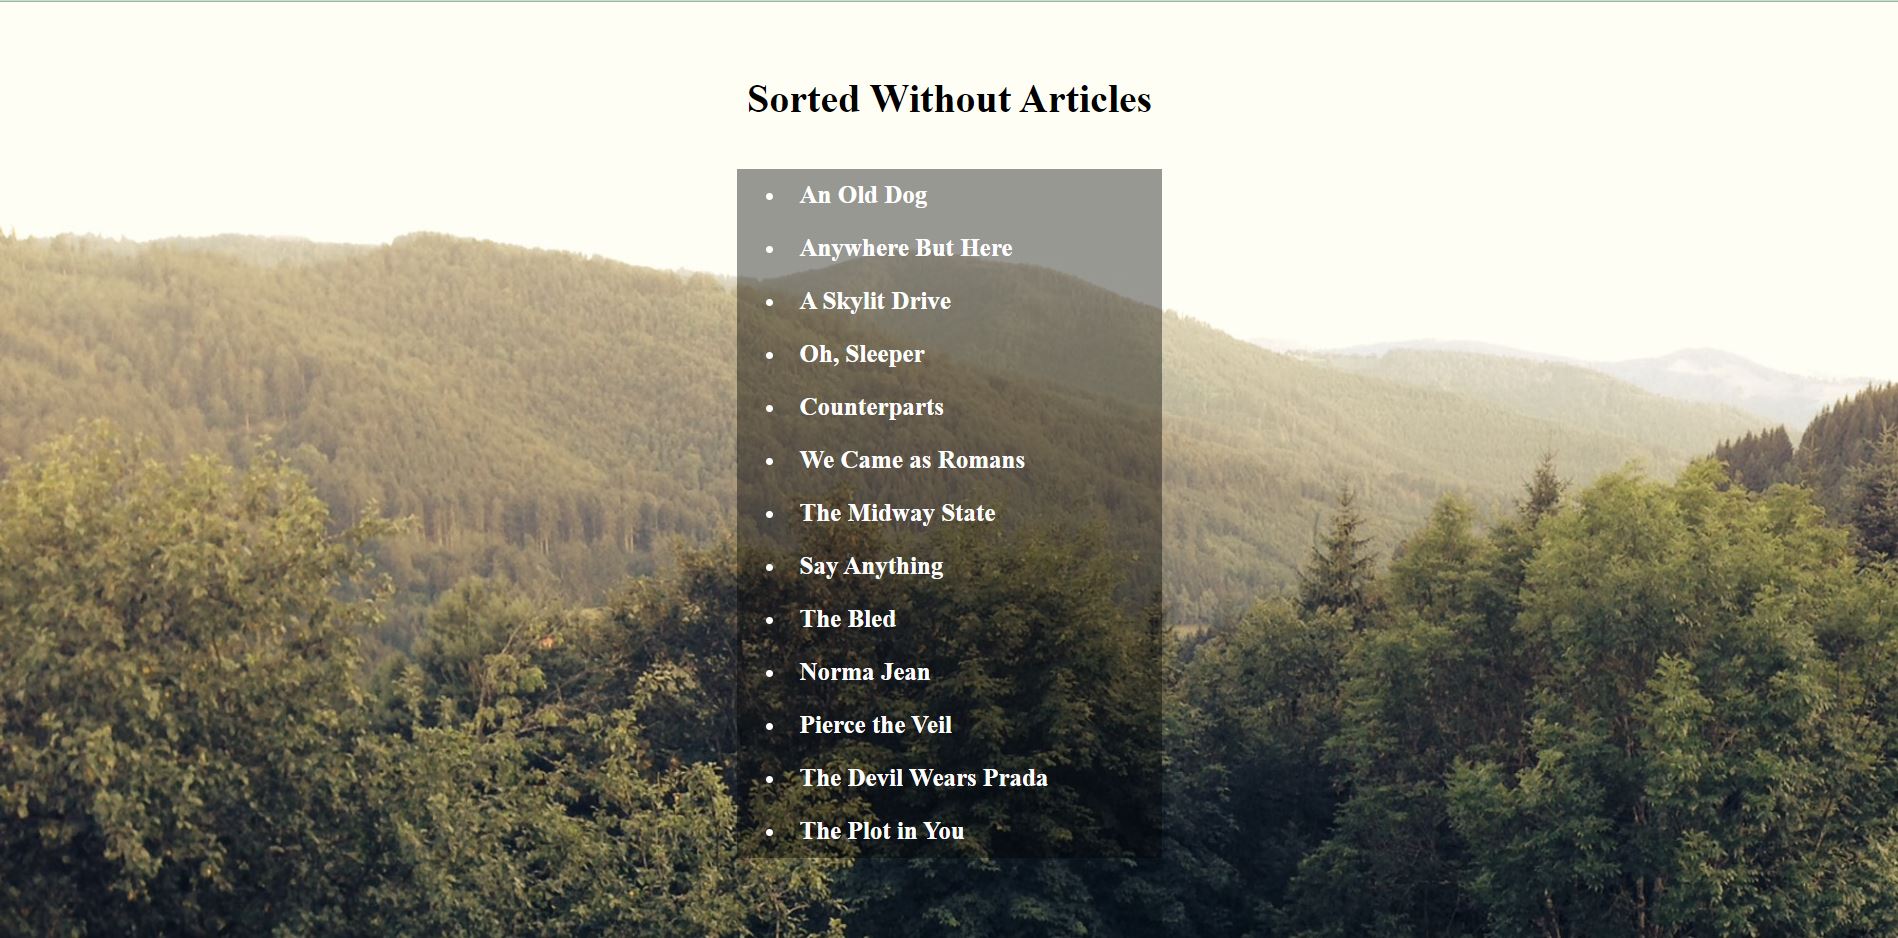 Sorted Without Articles
An Old Dog
Anywhere But Here
A Skylit Drive
Oh, Sleeper
Counterparts
We Came as Romans
The Midway State
Say Anything
The Bled
Norma Jean
Pierce the Veil
The Devil Wears Prada
The Plot in You